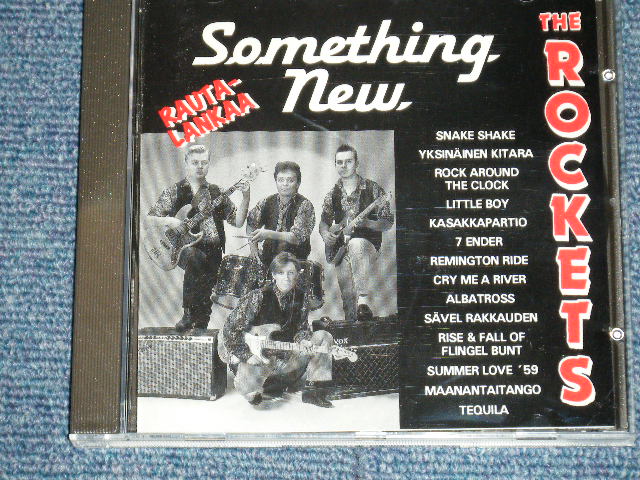 Something
New
RAUTA-
LANKAA
THE
ROCKETS
SNAKE SHAKE
YKSINÄINEN KITARA
ROCK AROUND
THE CLOCK
LITTLE BOY
KASAKKAPARTIO
7 ENDER
REMINGTON RIDE
CRY ME A RIVER
ALBATROSS
SÄVEL RAKKAUDEN
RISE & FALL OF
FLINGEL BUNT
SUMMER LOVE ´59
MAANANTAITANGO
TEQUILA
VOX